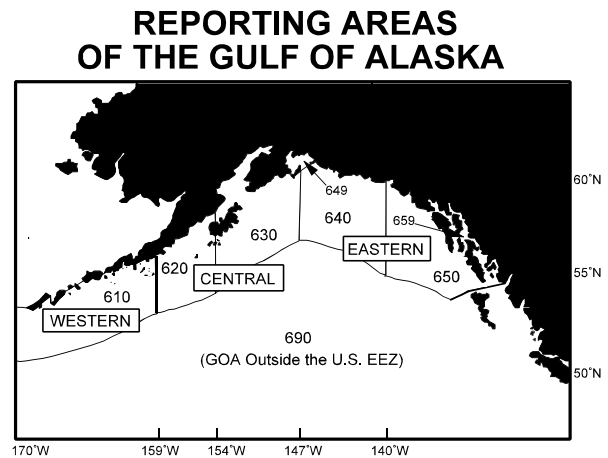 REPORTING AREAS
OF THE GULF OF ALASKA
60°N
649
640
659
630
EASTERN
620
CENTRAL
650
55°N
610
WESTERN
690
(GOA Outside the U.S. EEZ)
50°N
170°W 159°W 154°W 147°W 140°W